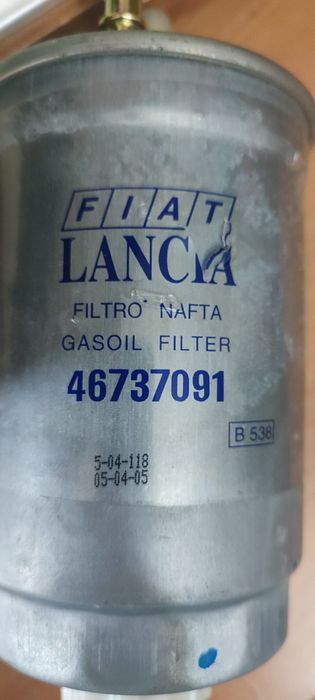 FIAT
LANCIA
FILTRO NAFTA
GASOIL FILTER
46737091
B 538
5-04-118
05-04-05